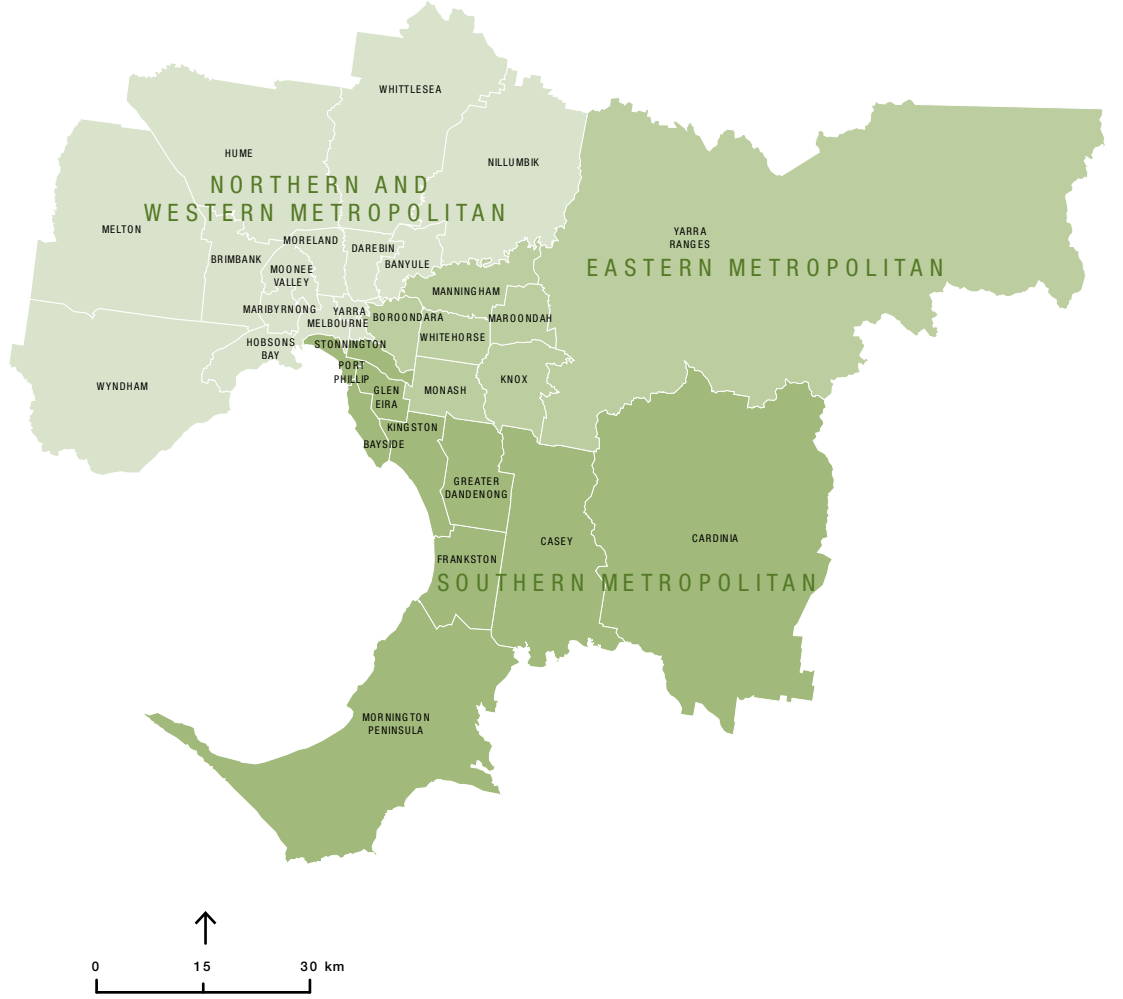 WHITTLESEA
HUME
NILLUMBIK
NORTHERN AND
WESTERN METROPOLITAN
MELTON
MORELAND
DAREBIN
BRIMBANK
BANYULE
MOONEE
VALLEY
YARRA
RANGES
EASTERN METROPOLITAN
MANNINGHAM
MARIBYRNONG
YARRA
MELBOURNE
BOROONDARA
MAROONDAH
WHITEHORSE
HOBSONS
BAY
STONNINGTON
PORT
PHILLIP
WYNDHAM
GLEN
EIRA
MONASH
KNOX
KINGSTON
BAYSIDE
GREATER
DANDENONG
CASEY
CARDINIA
FRANKSTON
SOUTHERN METROPOLITAN
MORNINGTON
PENINSULA
0 15 30 km